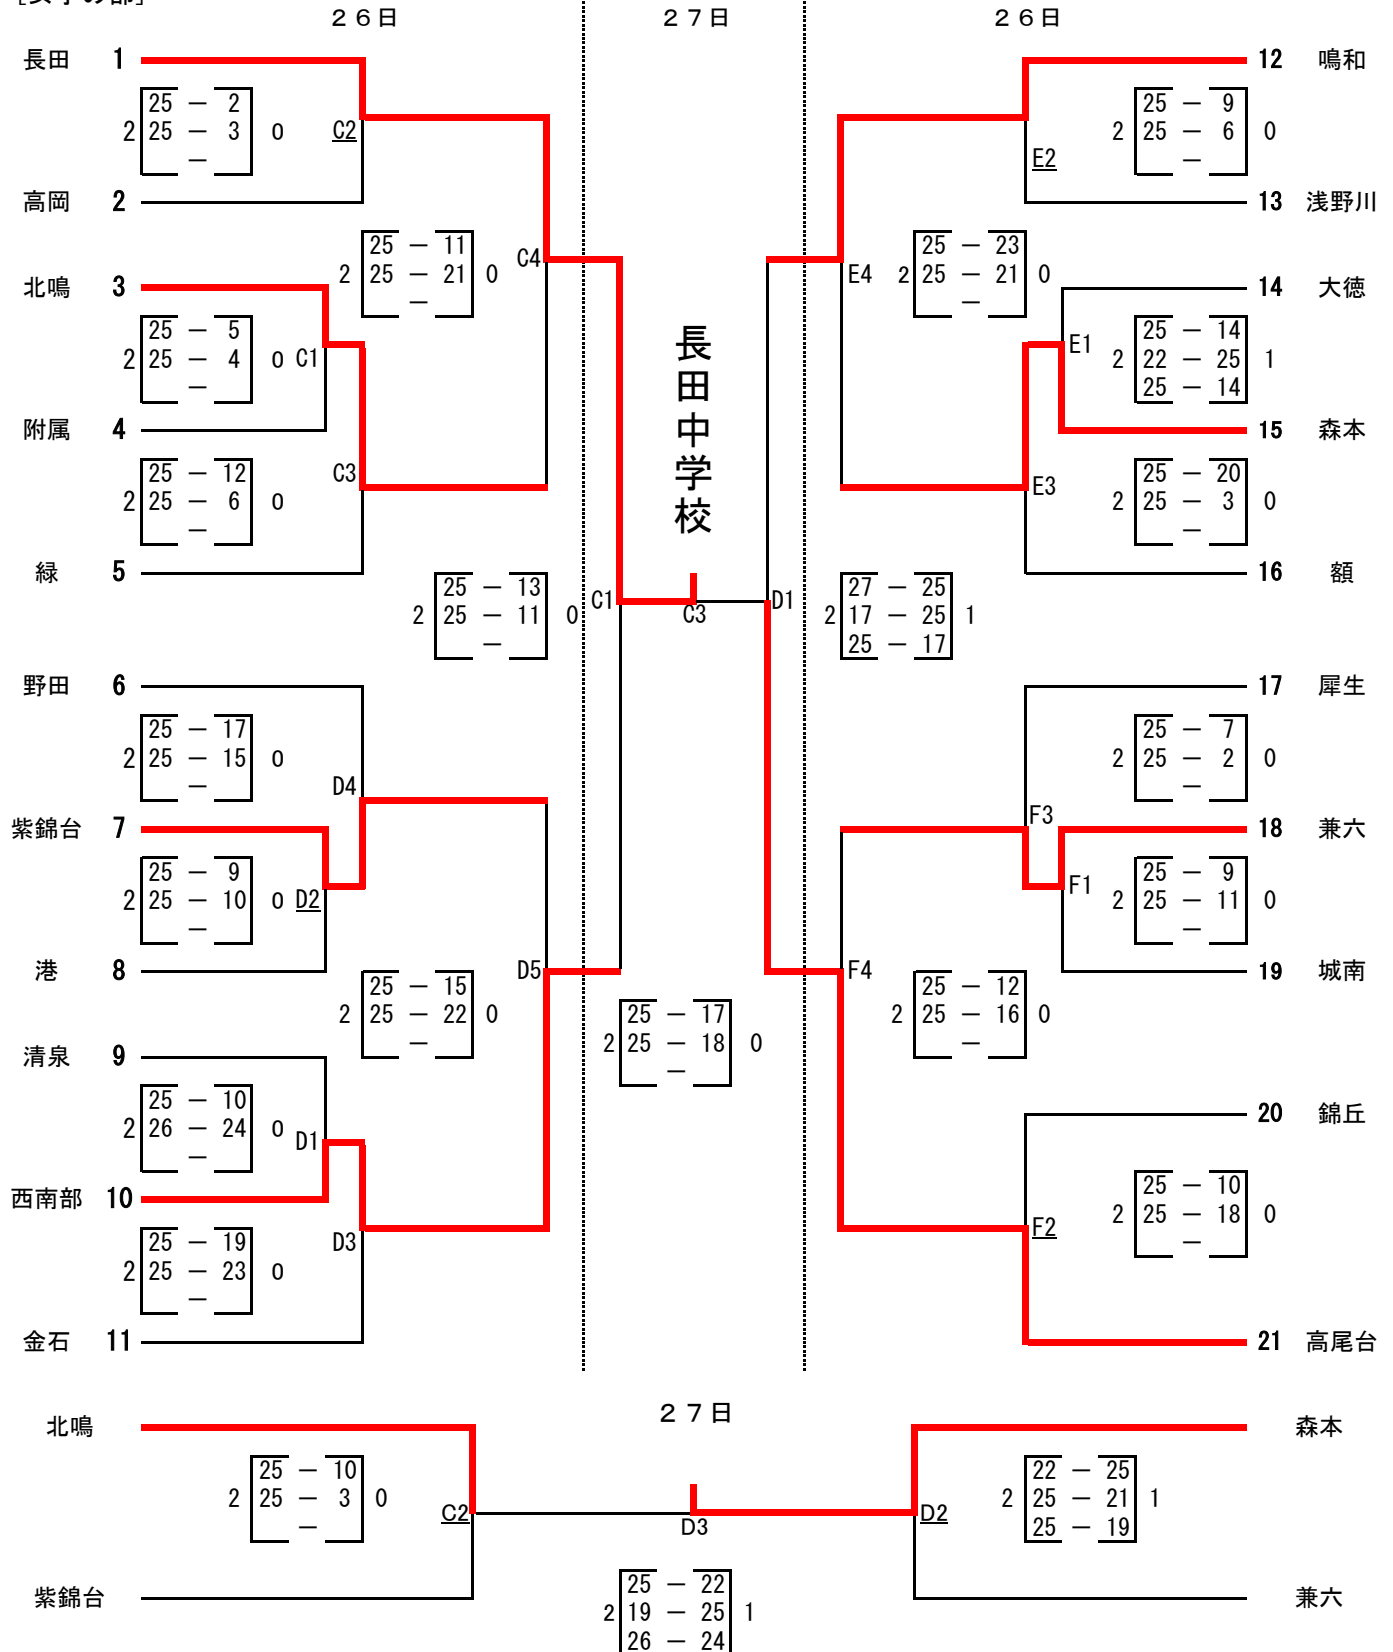 ２６日 ２７日 ２６日
長田 1
25 － 2
2 25 － 3 0
－
C2
高岡 2
25 － 11
2 25 － 21 0
－
C4
北鳴 3
25 － 5
2 25 － 4 0
－
C1
附属 4
25 － 12
2 25 － 6 0
－
C3
緑 5
25 － 13
2 25 － 11 0
－
C1
野田 6
25 － 17
2 25 － 15 0
－
D4
紫錦台 7
25 － 9
2 25 － 10 0
－
D2
港 8
25 － 15
2 25 － 22 0
－
D5
清泉 9
25 － 10
2 26 － 24 0
－
D1
西南部 10
25 － 19
2 25 － 23 0
－
D3
金石 11
長田中学校
C3
25 － 17
2 25 － 18 0
－
12 鳴和
25 － 9
2 25 － 6 0
－
E2
13 浅野川
25 － 23
2 25 － 21 0
－
E4
14 大徳
25 － 14
2 22 － 25 1
25 － 14
E1
15 森本
25 － 20
2 25 － 3 0
－
E3
16 額
27 － 25
2 17 － 25 1
25 － 17
D1
17 犀生
25 － 7
2 25 － 2 0
－
F3
18 兼六
25 － 9
2 25 － 11 0
－
F1
19 城南
25 － 12
2 25 － 16 0
－
F4
20 錦丘
25 － 10
2 25 － 18 0
－
F2
21 高尾台
２７日
北鳴
25 － 10
2 25 － 3 0
－
C2
紫錦台
森本
22 － 25
2 25 － 21 1
25 － 19
D2
兼六
D3
25 － 22
2 19 － 25 1
26 － 24